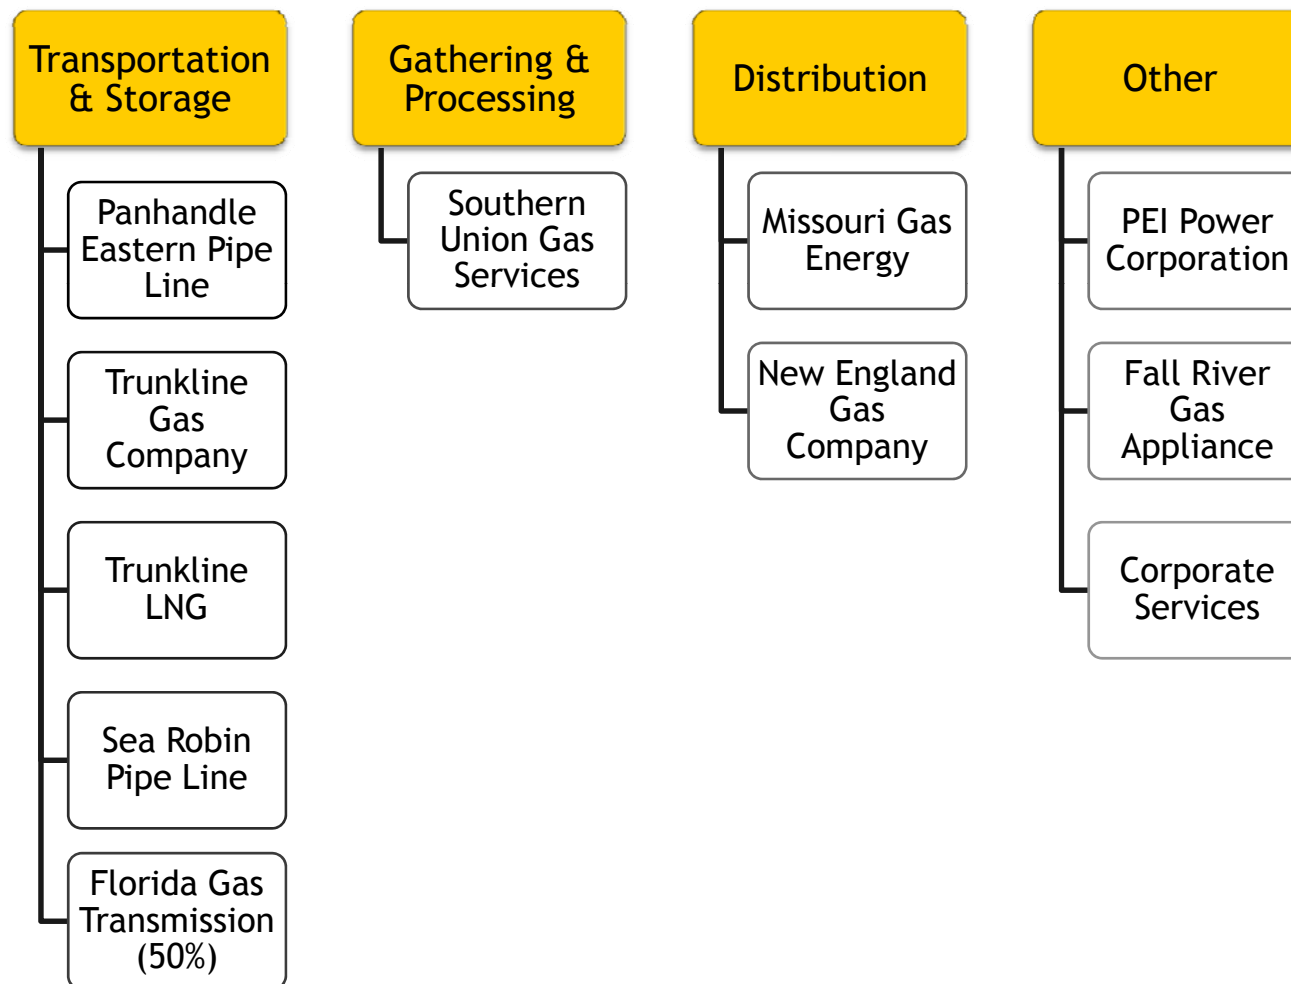 Transportation
& Storage
Panhandle
Eastern Pipe
Line
Trunkline
Gas
Company
Trunkline
LNG
Sea Robin
Pipe Line
Florida Gas
Transmission
(50%)
Gathering &
Processing
Southern
Union Gas
Services
Distribution
Missouri Gas
Energy
New England
Gas
Company
Other
PEI Power
Corporation
Fall River
Gas
Appliance
Corporate
Services